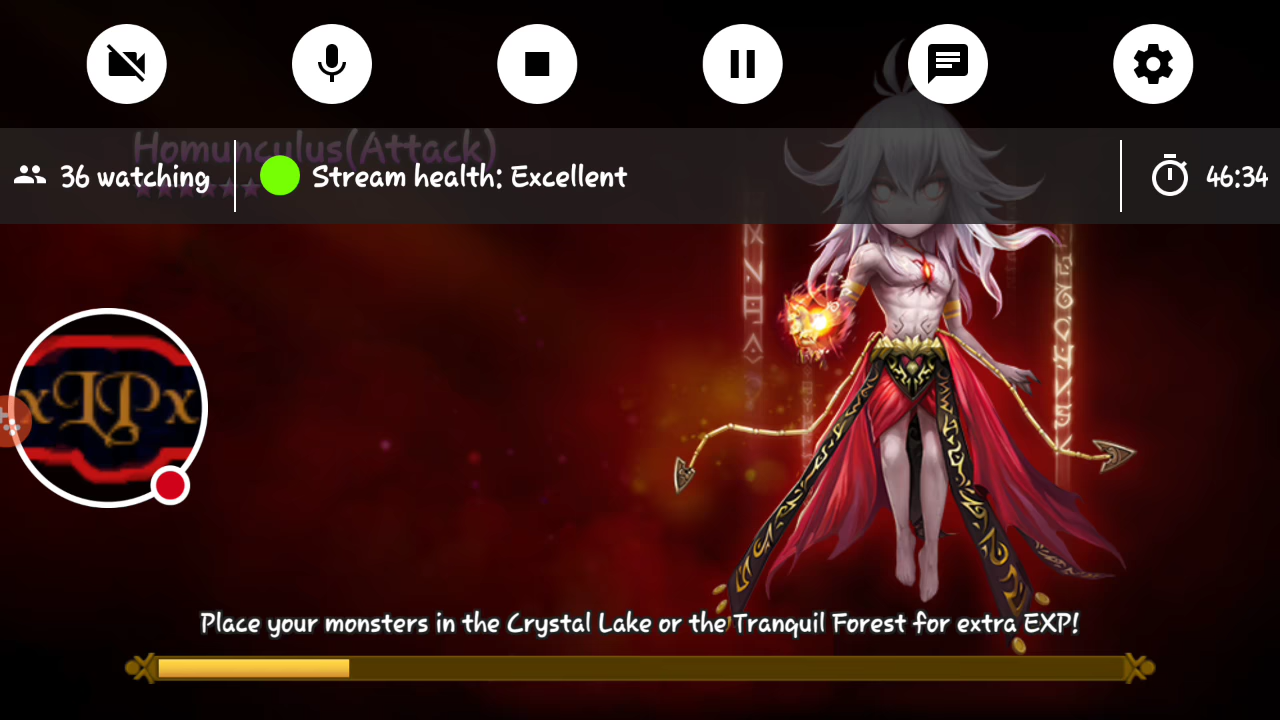 Homunculus(Attack)
36 watching
Stream health: Excellent
46:34
xLPx
Place your monsters in the Crystal Lake or the Tranquil Forest for extra EXP!